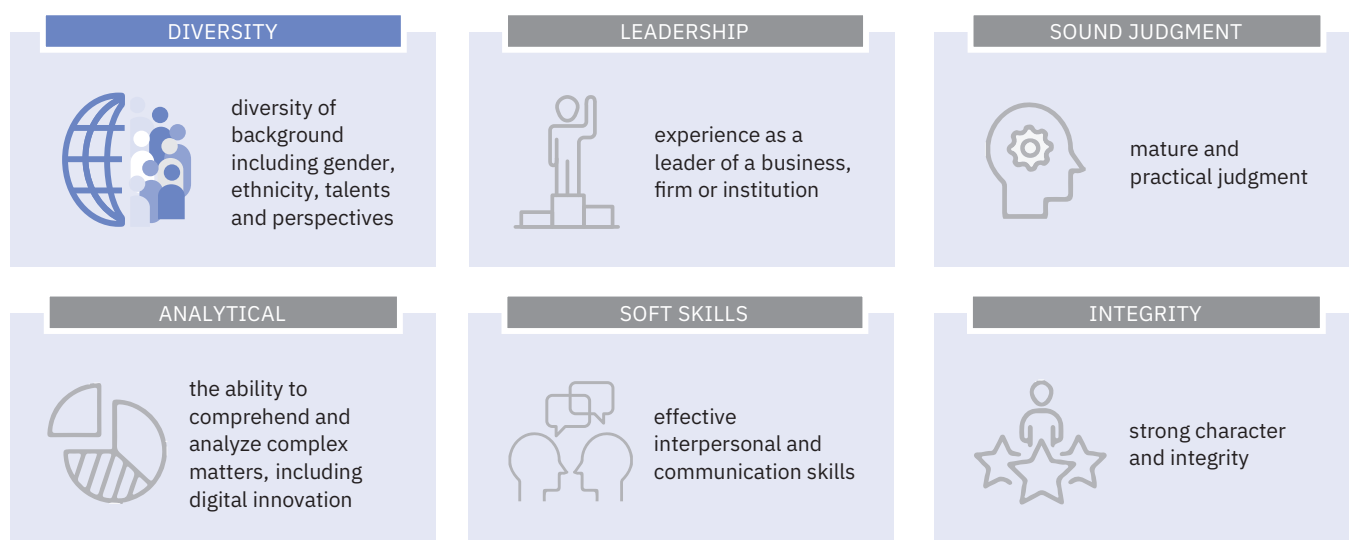 DIVERSITY
diversity of
background
including gender,
ethnicity, talents
and perspectives
LEADERSHIP
experience as a
leader of a business,
firm or institution
SOUND JUDGMENT
mature and
practical judgment
ANALYTICAL
the ability to
comprehend and
analyze complex
matters, including
digital innovation
SOFT SKILLS
effective
interpersonal and
communication skills
INTEGRITY
strong character
and integrity